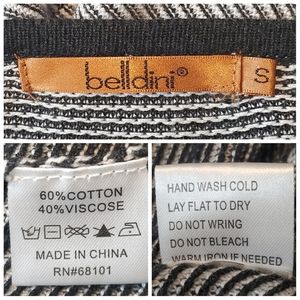 belldini®
S
60%COTTON
40%VISCOSE
MADE IN CHINA
RN#68101
HAND WASH COLD
LAY FLAT TO DRY
DO NOT WRING
DO NOT BLEACH
WARM IRON IF NEEDED